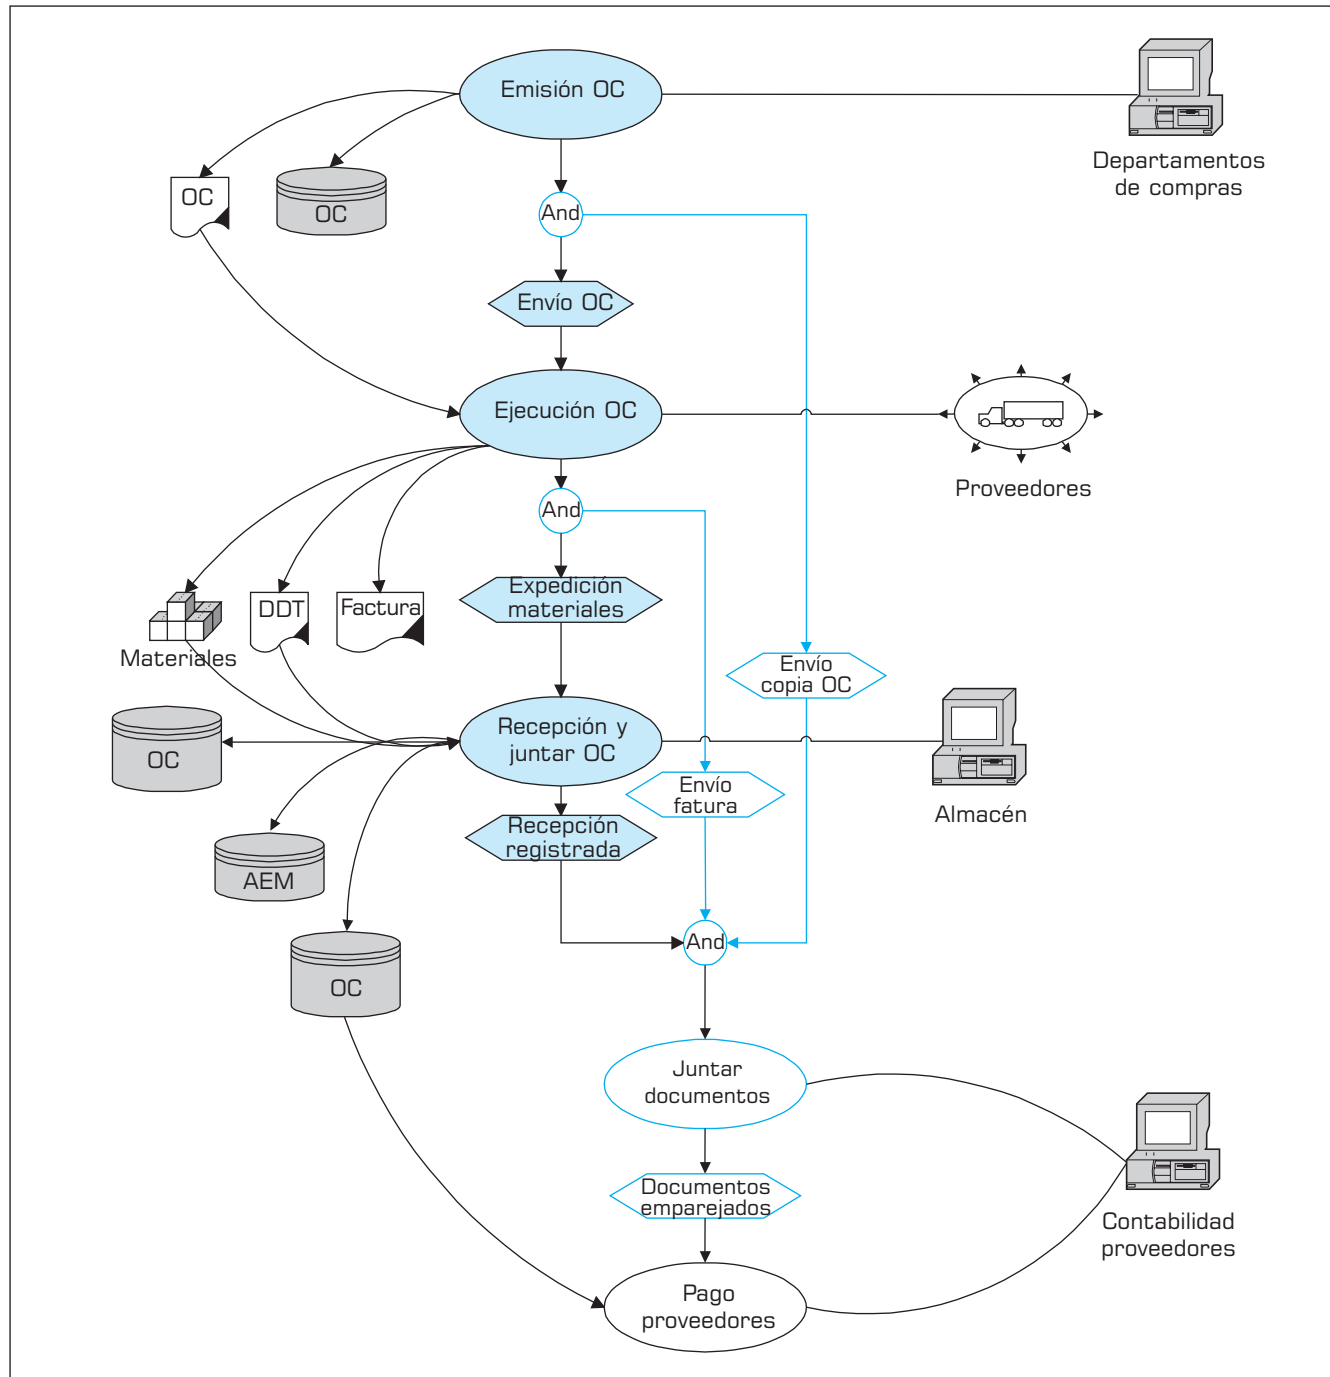 Emisión OC
Departamentos
de compras
OC
OC
And
Envío OC
Ejecución OC
Proveedores
And
Expedición
materiales
DDT
Factura
Materiales
Envío
copia OC
Recepción y
juntar OC
OC
Envío
fatura
Almacén
Recepción
registrada
AEM
And
OC
Juntar
documentos
Documentos
emparejados
Contabilidad
proveedores
Pago
proveedores